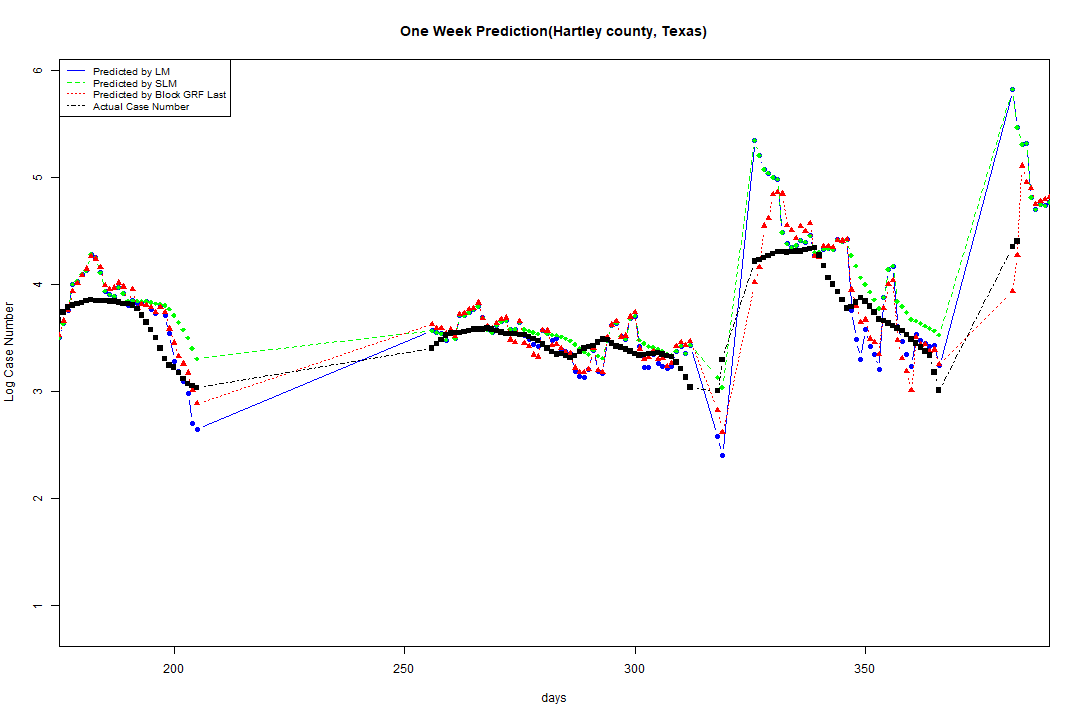 One Week Prediction(Hartley county, Texas)
Predicted by LM
Predicted by SLM
Predicted by Block GRF Last
Actual Case Number
6
5
4
3
2
1
Log Case Number
200 250 300 350
days